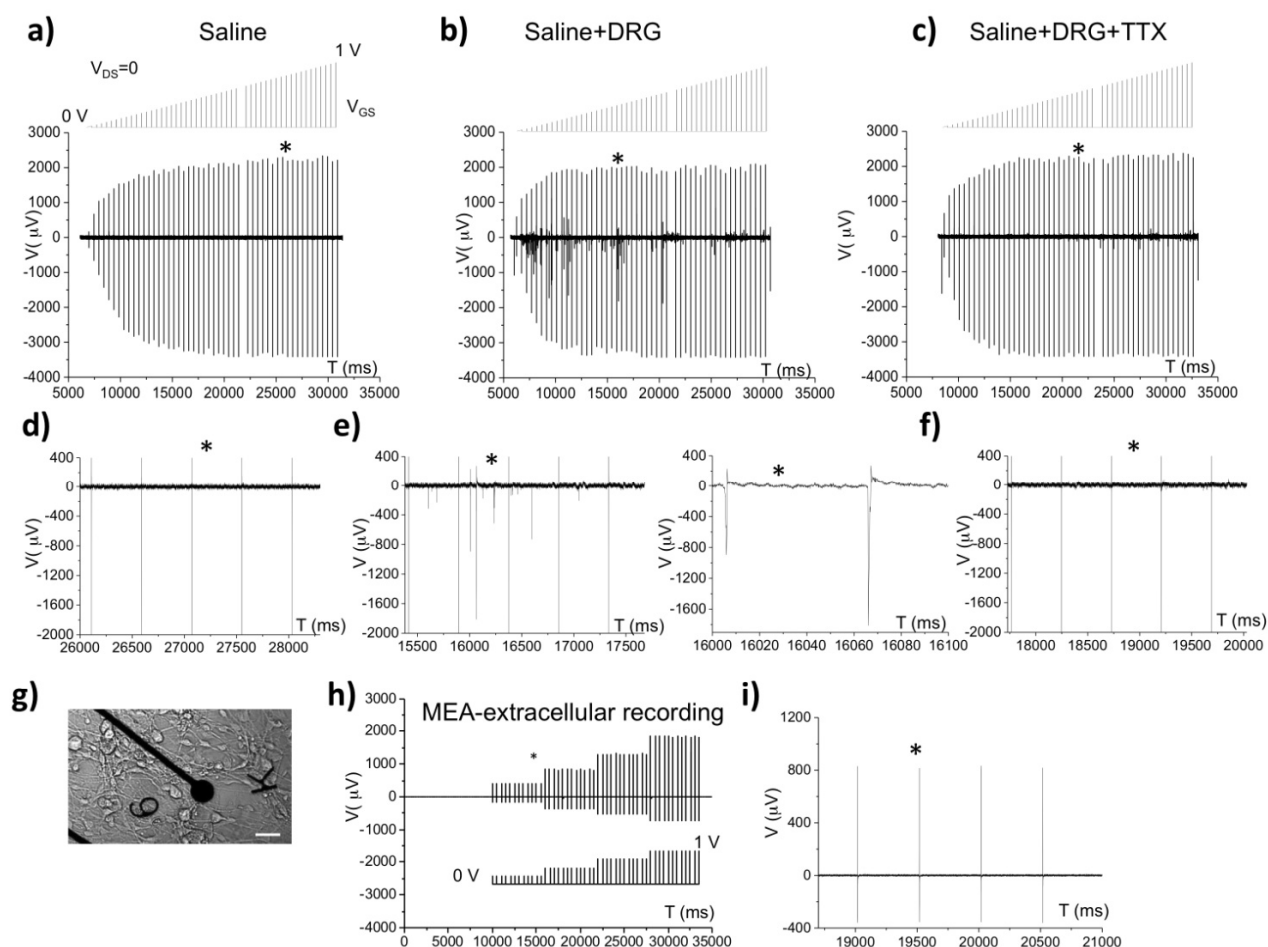 a) Saline
V_DS=0
1 V
0 V
V_GS
3000
2000
1000
0
-1000
-2000
-3000
-4000
V( µV)
*
T (ms)
5000 10000 15000 20000 25000 30000 35000
b) Saline+DRG
3000
2000
1000
0
-1000
-2000
-3000
-4000
V( µV)
*
T (ms)
5000 10000 15000 20000 25000 30000 35000
c) Saline+DRG+TTX
3000
2000
1000
0
-1000
-2000
-3000
-4000
V( µV)
*
T (ms)
5000 10000 15000 20000 25000 30000 35000
d)
*
400
0
-400
-800
-1200
-1600
-2000
V( µV)
T (ms)
26000 26500 27000 27500 28000
e)
*
400
0
-400
-800
-1200
-1600
-2000
V( µV)
T (ms)
15500 16000 16500 17000 17500
*
400
0
-400
-800
-1200
-1600
V (µV)
T (ms)
16000 16020 16040 16060 16080 16100
f)
*
400
0
-400
-800
-1200
-1600
-2000
V (µV)
T (ms)
18000 18500 19000 19500 20000
g)
K
h)
MEA-extracellular recording
3000
2000
1000
0
-1000
-2000
-3000
-4000
V( µV)
*
1 V
0 V
T (ms)
0 5000 10000 15000 20000 25000 30000 35000
i)
*
1200
800
400
0
-400
V (µV)
T (ms)
19000 19500 20000 20500 21000